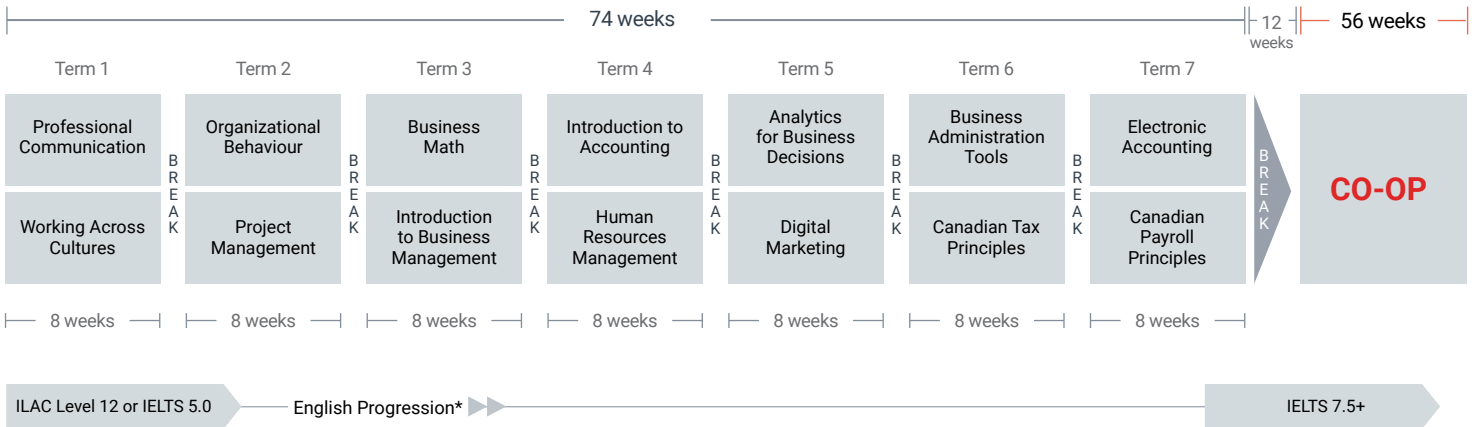 74 weeks
12
weeks
56 weeks
Term 1
Term 2
Term 3
Term 4
Term 5
Term 6
Term 7
Professional
Communication
Organizational
Behaviour
Business
Math
Introduction to
Accounting
Analytics
for Business
Decisions
Business
Administration
Tools
Electronic
Accounting
Working Across
Cultures
Project
Management
Introduction
to Business
Management
Human
Resources
Management
Digital
Marketing
Canadian Tax
Principles
Canadian
Payroll
Principles
BREAK
BREAK
BREAK
BREAK
BREAK
BREAK
BREAK
CO-OP
8 weeks
8 weeks
8 weeks
8 weeks
8 weeks
8 weeks
8 weeks
ILAC Level 12 or IELTS 5.0
English Progression*
IELTS 7.5+